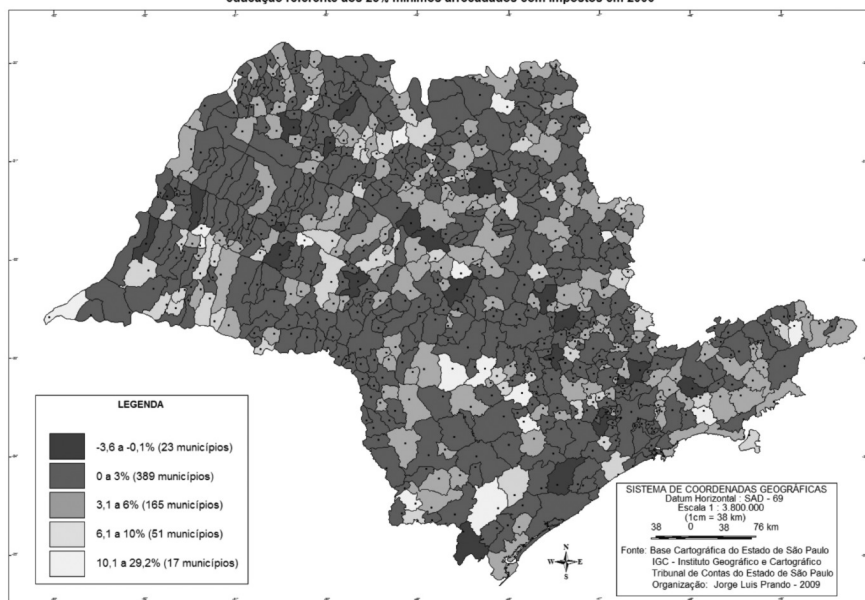 educação referente aos 25% mínimos arrecadados com impostos em 2006
LEGENDA
-3,6 a -0,1% (23 municípios)
0 a 3% (389 municípios)
3,1 a 6% (165 municípios)
6,1 a 10% (51 municípios)
10,1 a 29,2% (17 municípios)
N
W E
S
SISTEMA DE COORDENADAS GEOGRÁFICAS
Datum Horizontal : SAD - 69
Escala 1 : 3.800.000
(1cm = 38 km)
38 0 38 76 km
Fonte: Base Cartográfica do Estado de São Paulo
IGC - Instituto Geográfico e Cartográfico
Tribunal de Contas do Estado de São Paulo
Organização: Jorge Luis Prando - 2009